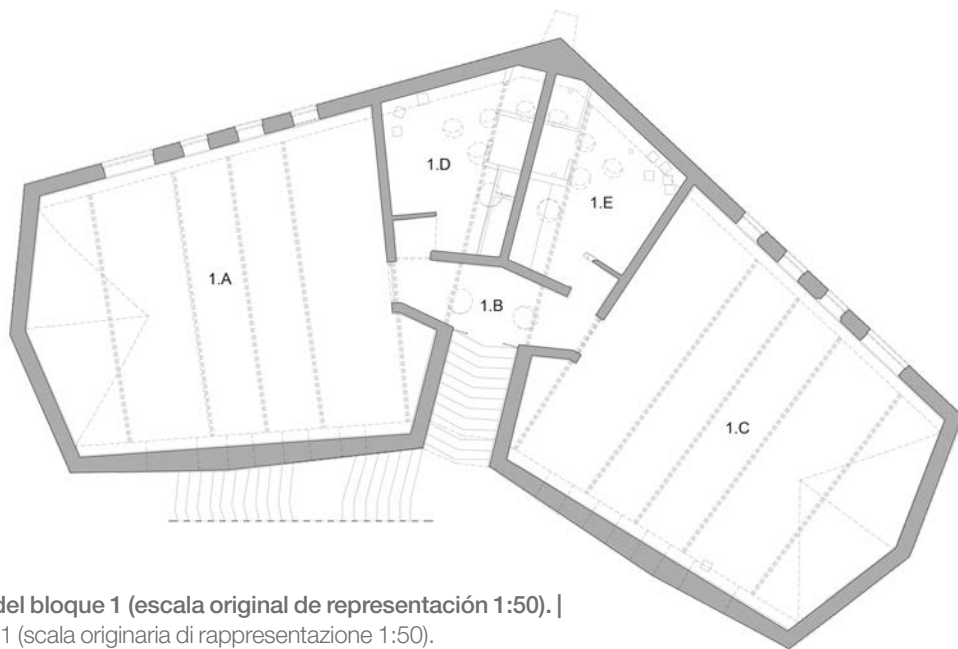 1.D
1.E
1.A
1.B
1.C
del bloque 1 (escala original de representación 1:50). |
1 (scala originaria di rappresentazione 1:50).